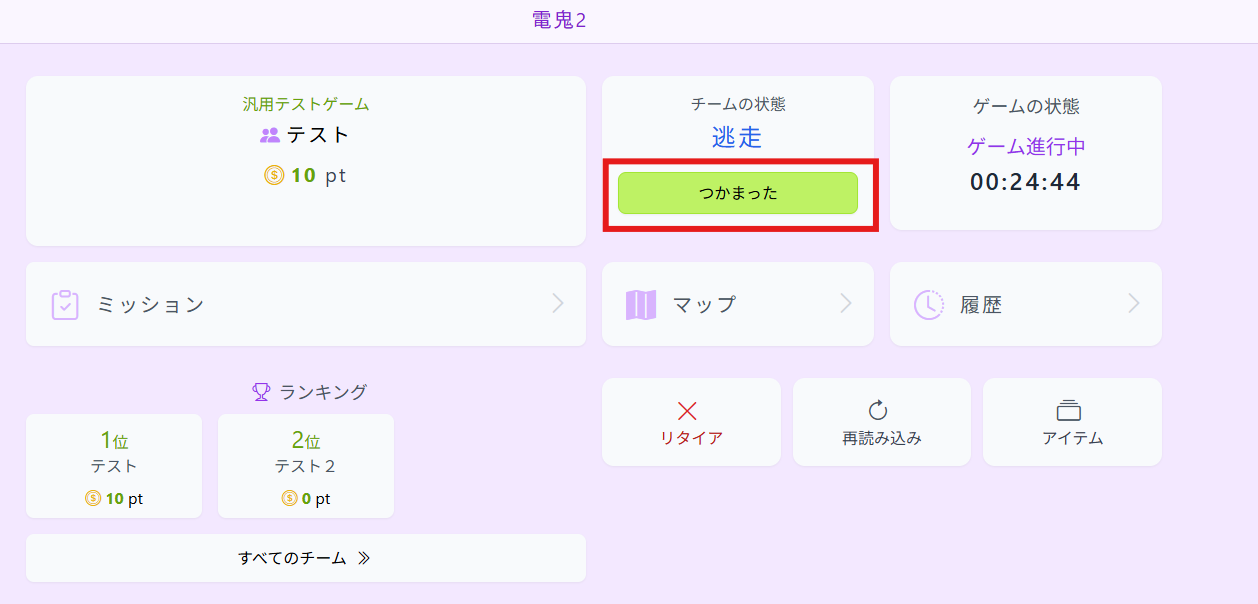 電鬼2
汎用テストゲーム
テスト
10 pt
チームの状態
逃走
つかまった
ゲームの状態
ゲーム進行中
00:24:44
ミッション
マップ
履歴
ランキング
1位
テスト
10 pt
2位
テスト２
0 pt
すべてのチーム
リタイア
再読み込み
アイテム